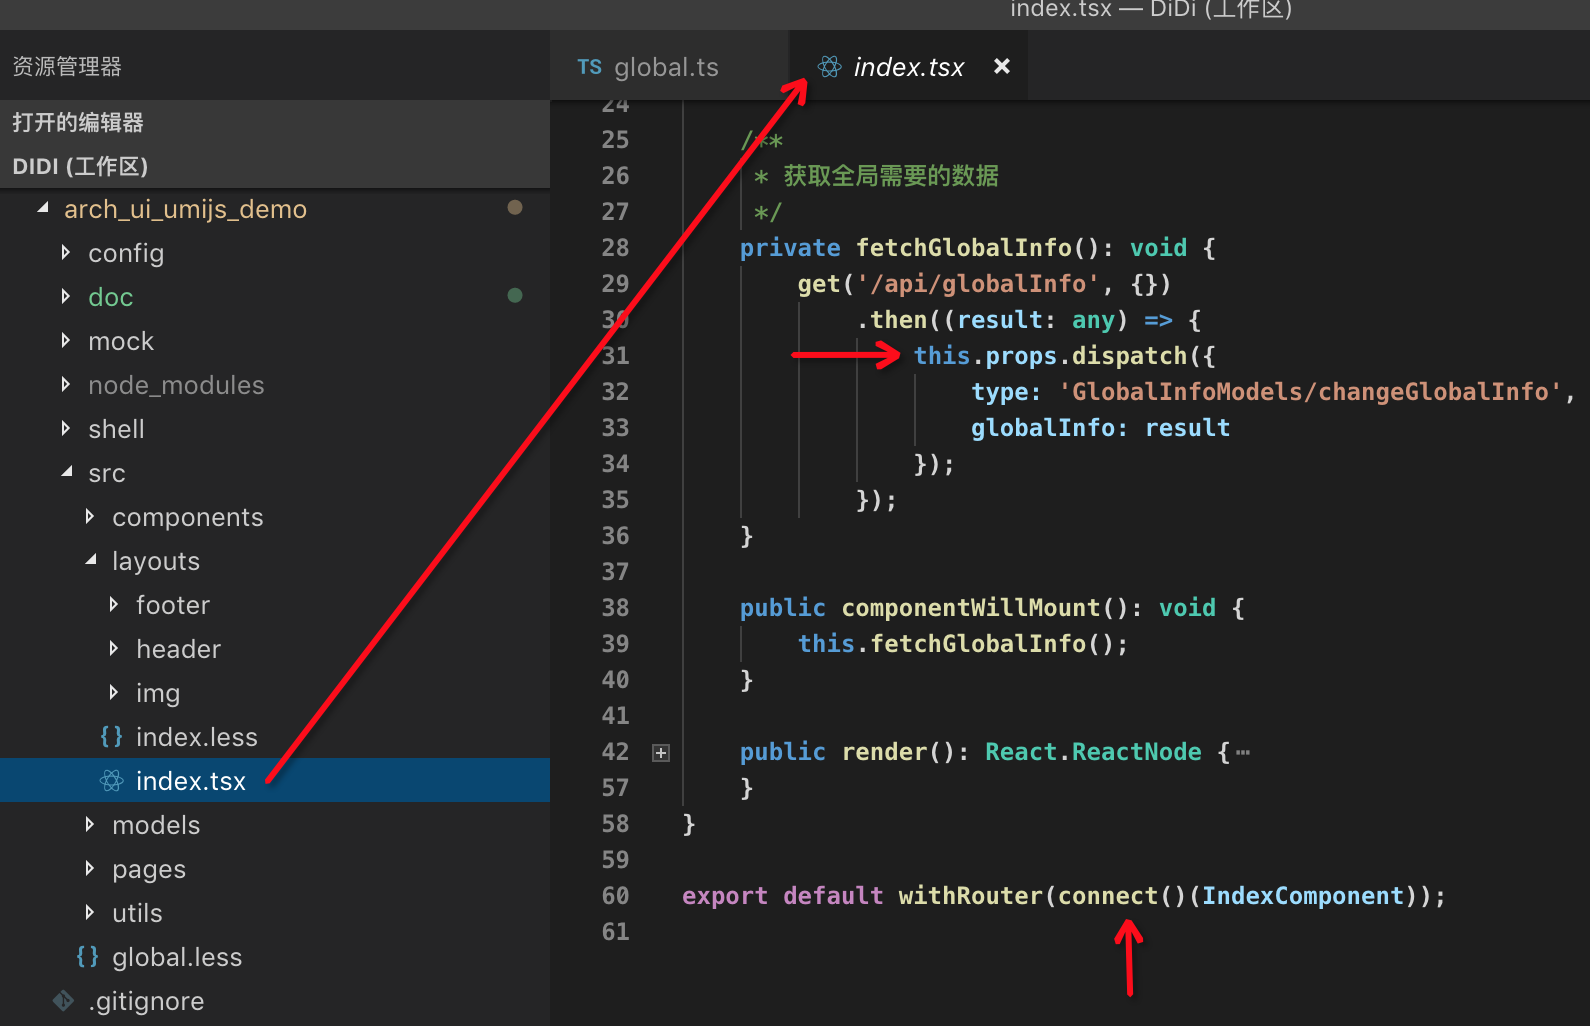 index.tsx — DiDi (工作区)
资源管理器
打开的编辑器
DIDI (工作区)
arch_ui_umijs_demo
config
doc
mock
node_modules
shell
src
components
layouts
footer
header
img
{} index.less
index.tsx
models
pages
utils
{} global.less
.gitignore
TS global.ts
index.tsx ×
24
25 /**
26 * 获取全局需要的数据
27 */
28 private fetchGlobalInfo(): void {
29 get('/api/globalInfo', {})
30 .then((result: any) => {
31 this.props.dispatch({
32 type: 'GlobalInfoModels/changeGlobalInfo',
33 globalInfo: result
34 });
35 });
36 }
37
38 public componentWillMount(): void {
39 this.fetchGlobalInfo();
40 }
41
42 public render(): React.ReactNode {⋯
57 }
58 }
59
60 export default withRouter(connect()(IndexComponent));
61